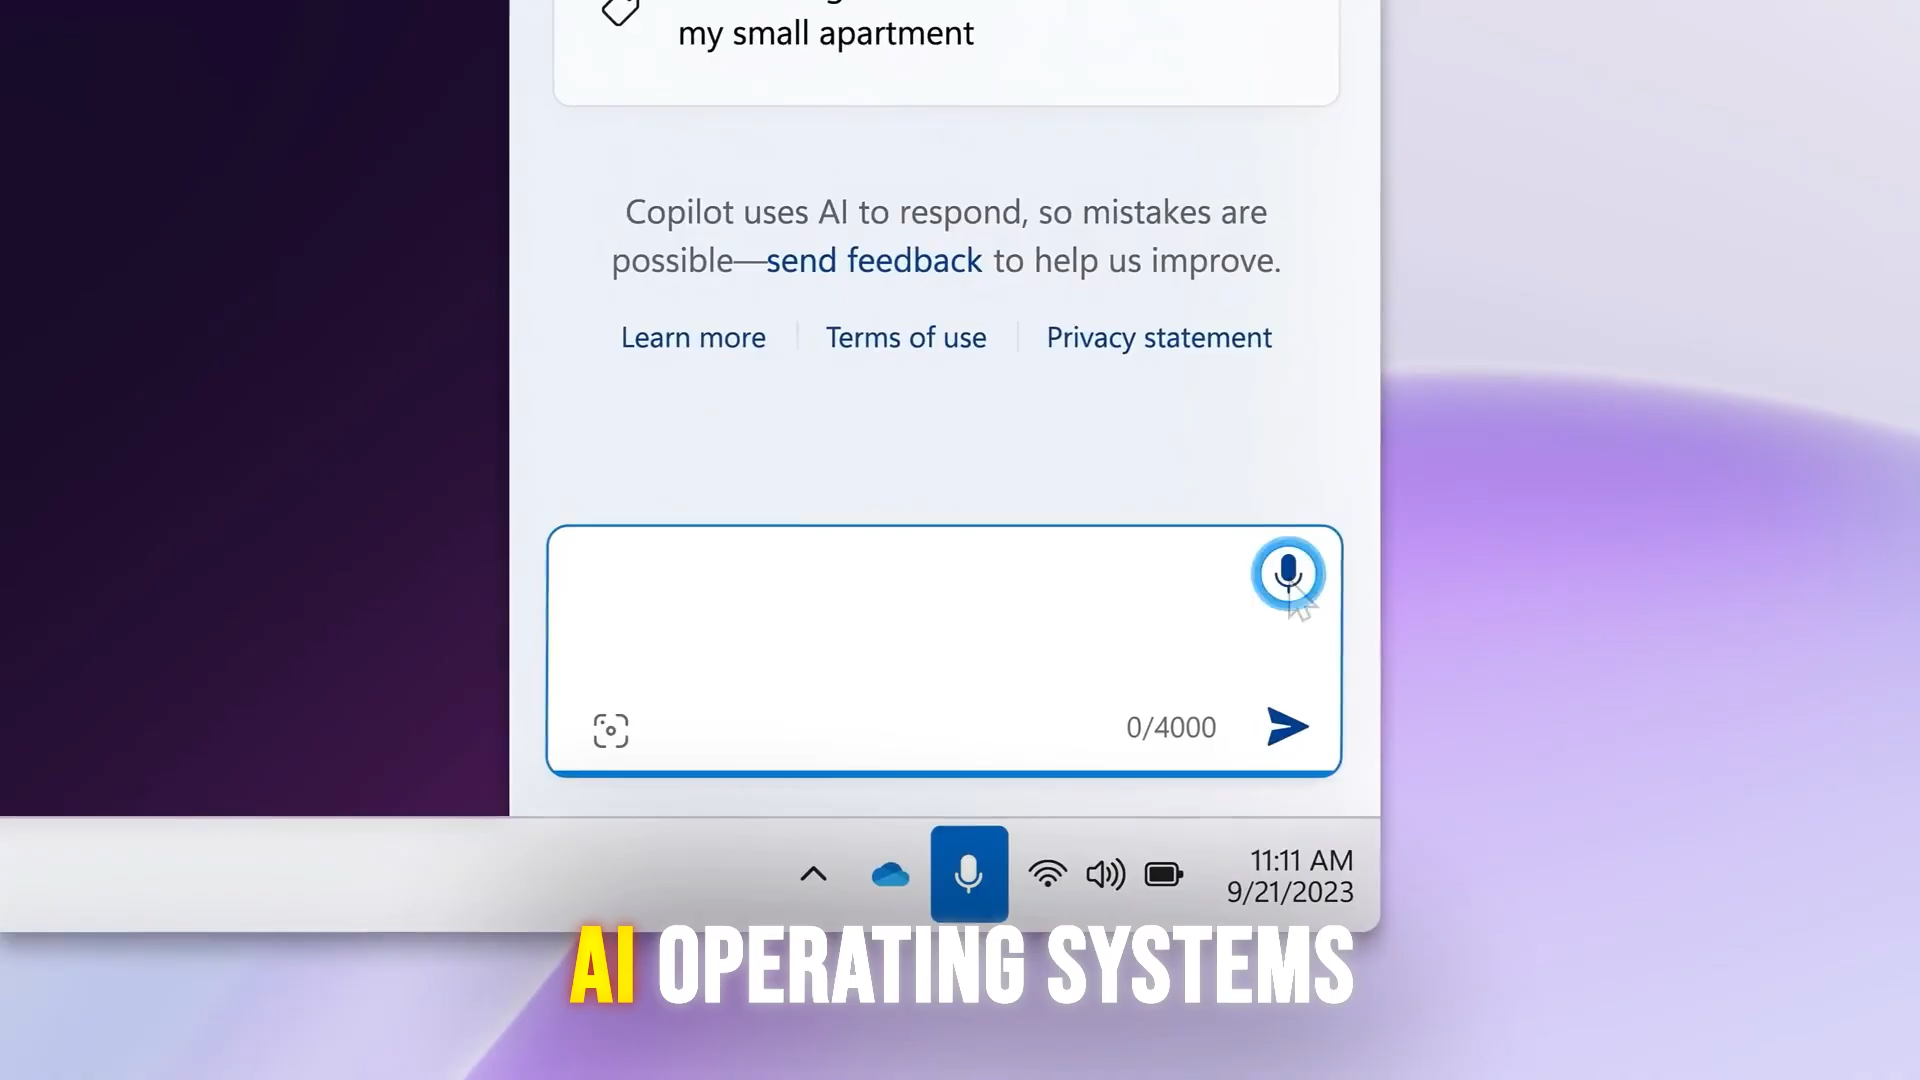 my small apartment
Copilot uses AI to respond, so mistakes are
possible—send feedback to help us improve.
Learn more
Terms of use
Privacy statement
0/4000
11:11 AM
9/21/2023
AI OPERATING SYSTEMS